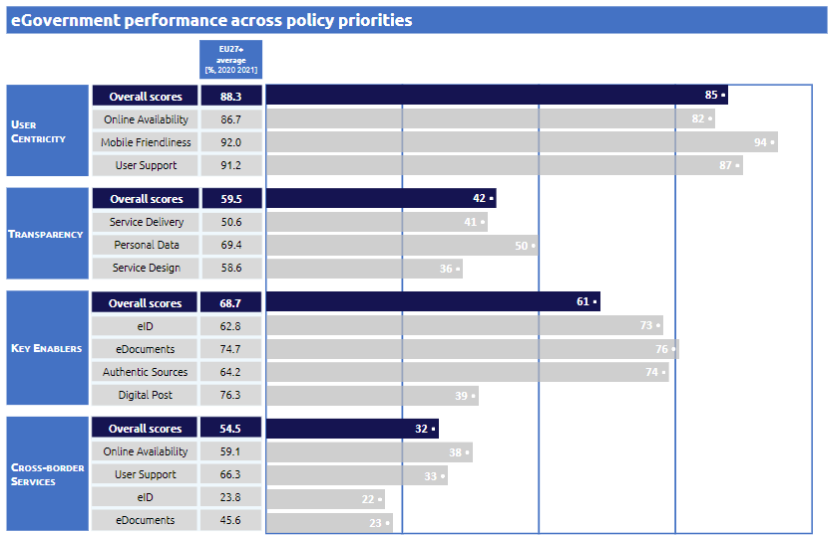 eGovernment performance across policy priorities
EU27+
average
[%, 2020 2021]
USER
CENTRICITY
Overall scores 88.3 85
Online Availability 86.7 82
Mobile Friendliness 92.0 94
User Support 91.2 87
TRANSPARENCY
Overall scores 59.5 42
Service Delivery 50.6 41
Personal Data 69.4 50
Service Design 58.6 36
KEY ENABLERS
Overall scores 68.7 61
eID 62.8 73
eDocuments 74.7 76
Authentic Sources 64.2 74
Digital Post 76.3 39
CROSS-BORDER
SERVICES
Overall scores 54.5 32
Online Availability 59.1 38
User Support 66.3 33
eID 23.8 22
eDocuments 45.6 23